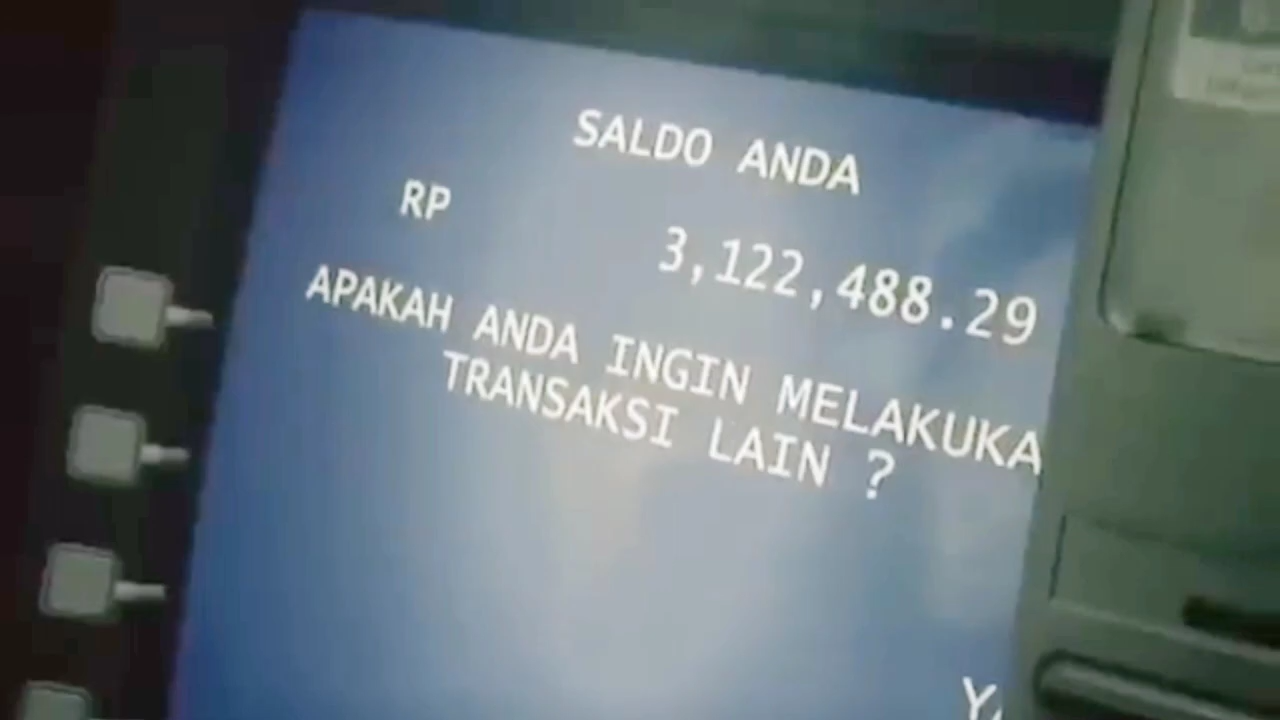 SALDO ANDA
RP 3,122,488.29
APAKAH ANDA INGIN MELAKUKA
TRANSAKSI LAIN ?